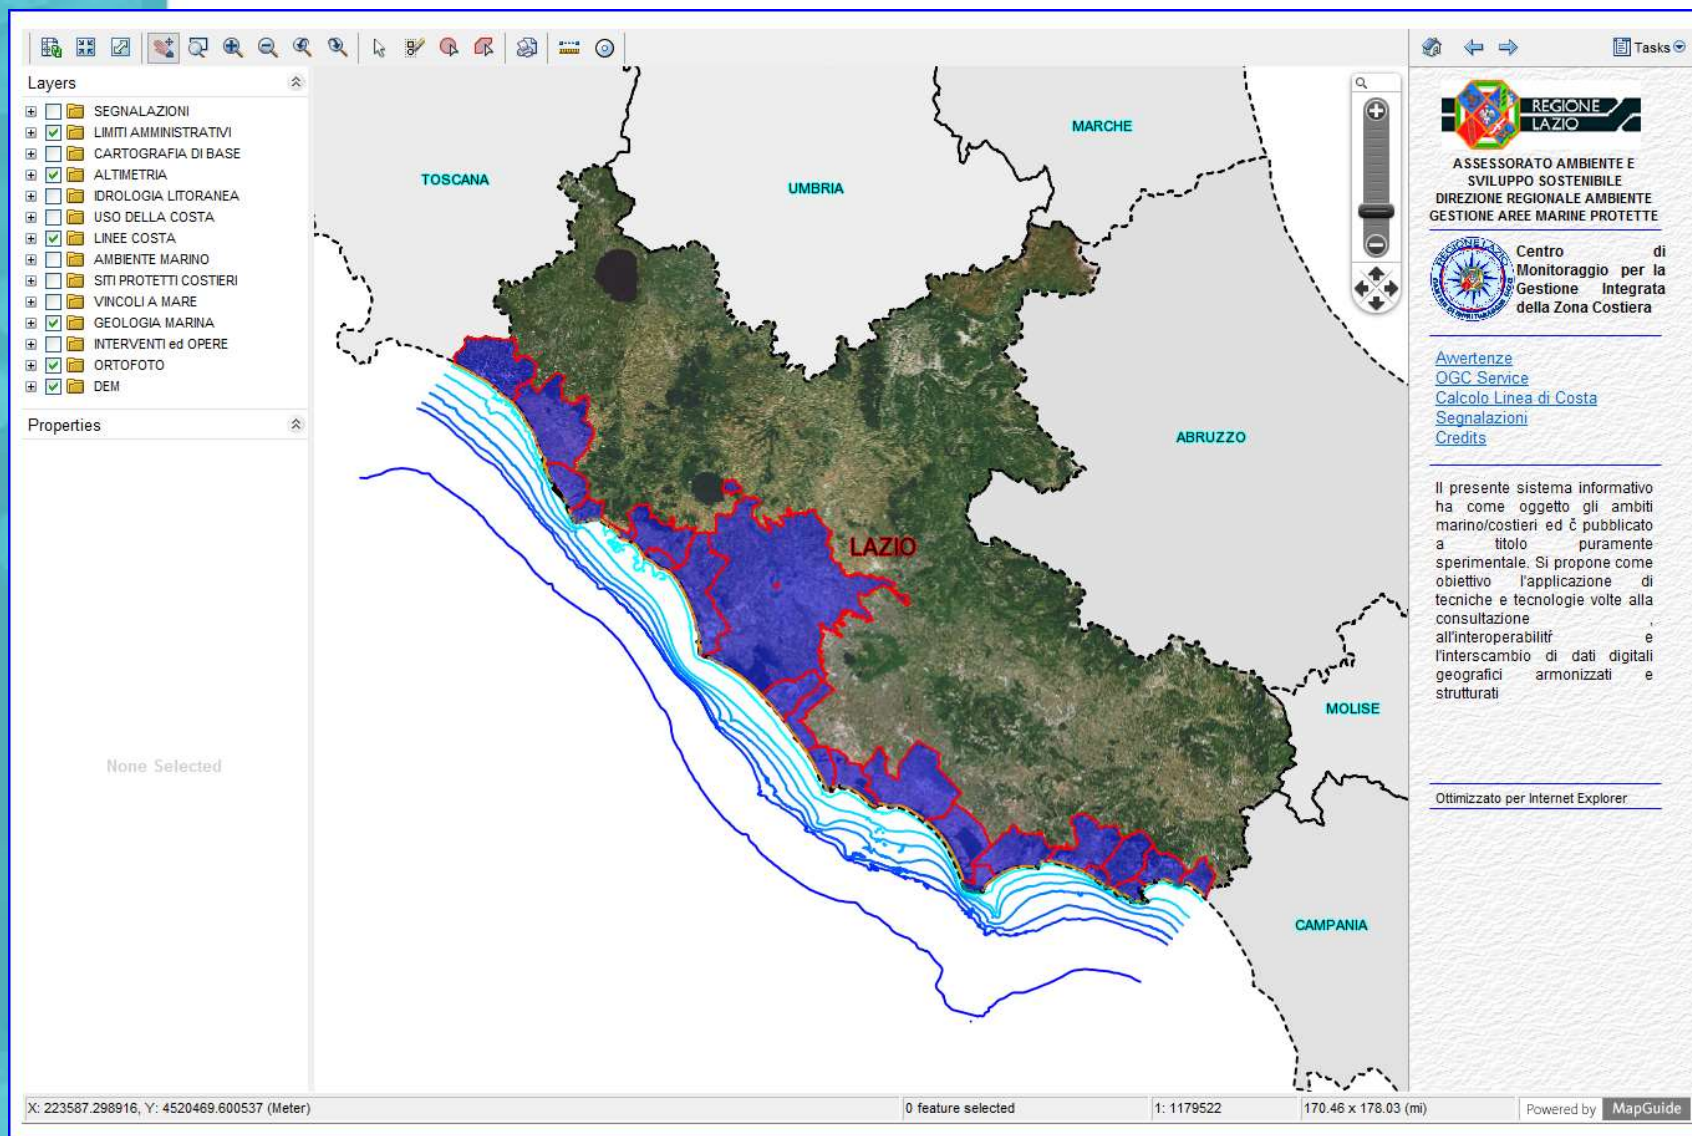 Tasks
Layers
SEGNALAZIONI
LIMITI AMMINISTRATIVI
CARTOGRAFIA DI BASE
ALTIMETRIA
IDROLOGIA LITORANEA
USO DELLA COSTA
LINEE COSTA
AMBIENTE MARINO
SITI PROTETTI COSTIERI
VINCOLI A MARE
GEOLOGIA MARINA
INTERVENTI ed OPERE
ORTOFOTO
DEM
Properties
None Selected
MARCHE
TOSCANA
UMBRIA
ABRUZZO
LAZIO
MOLISE
CAMPANIA
REGIONE
LAZIO
ASSESSORATO AMBIENTE E
SVILUPPO SOSTENIBILE
DIREZIONE REGIONALE AMBIENTE
GESTIONE AREE MARINE PROTETTE
Centro di
Monitoraggio per la
Gestione Integrata
della Zona Costiera
Avvertenze
OGC Service
Calcolo Linea di Costa
Segnalazioni
Credits
Il presente sistema informativo
ha come oggetto gli ambiti
marino/costieri ed č pubblicato
a titolo puramente
sperimentale. Si propone come
obiettivo l'applicazione di
tecniche e tecnologie volte alla
consultazione ,
all'interoperabilitř e
l'interscambio di dati digitali
geografici armonizzati e
strutturati
Ottimizzato per Internet Explorer
X: 223587.298916, Y: 4520469.600537 (Meter)
0 feature selected
1: 1179522
170.46 x 178.03 (mi)
Powered by MapGuide